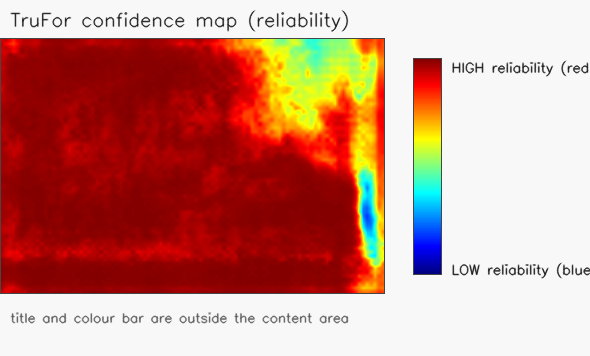 TruFor confidence map (reliability)
HIGH reliability (red
LOW reliability (blue
title and colour bar are outside the content area